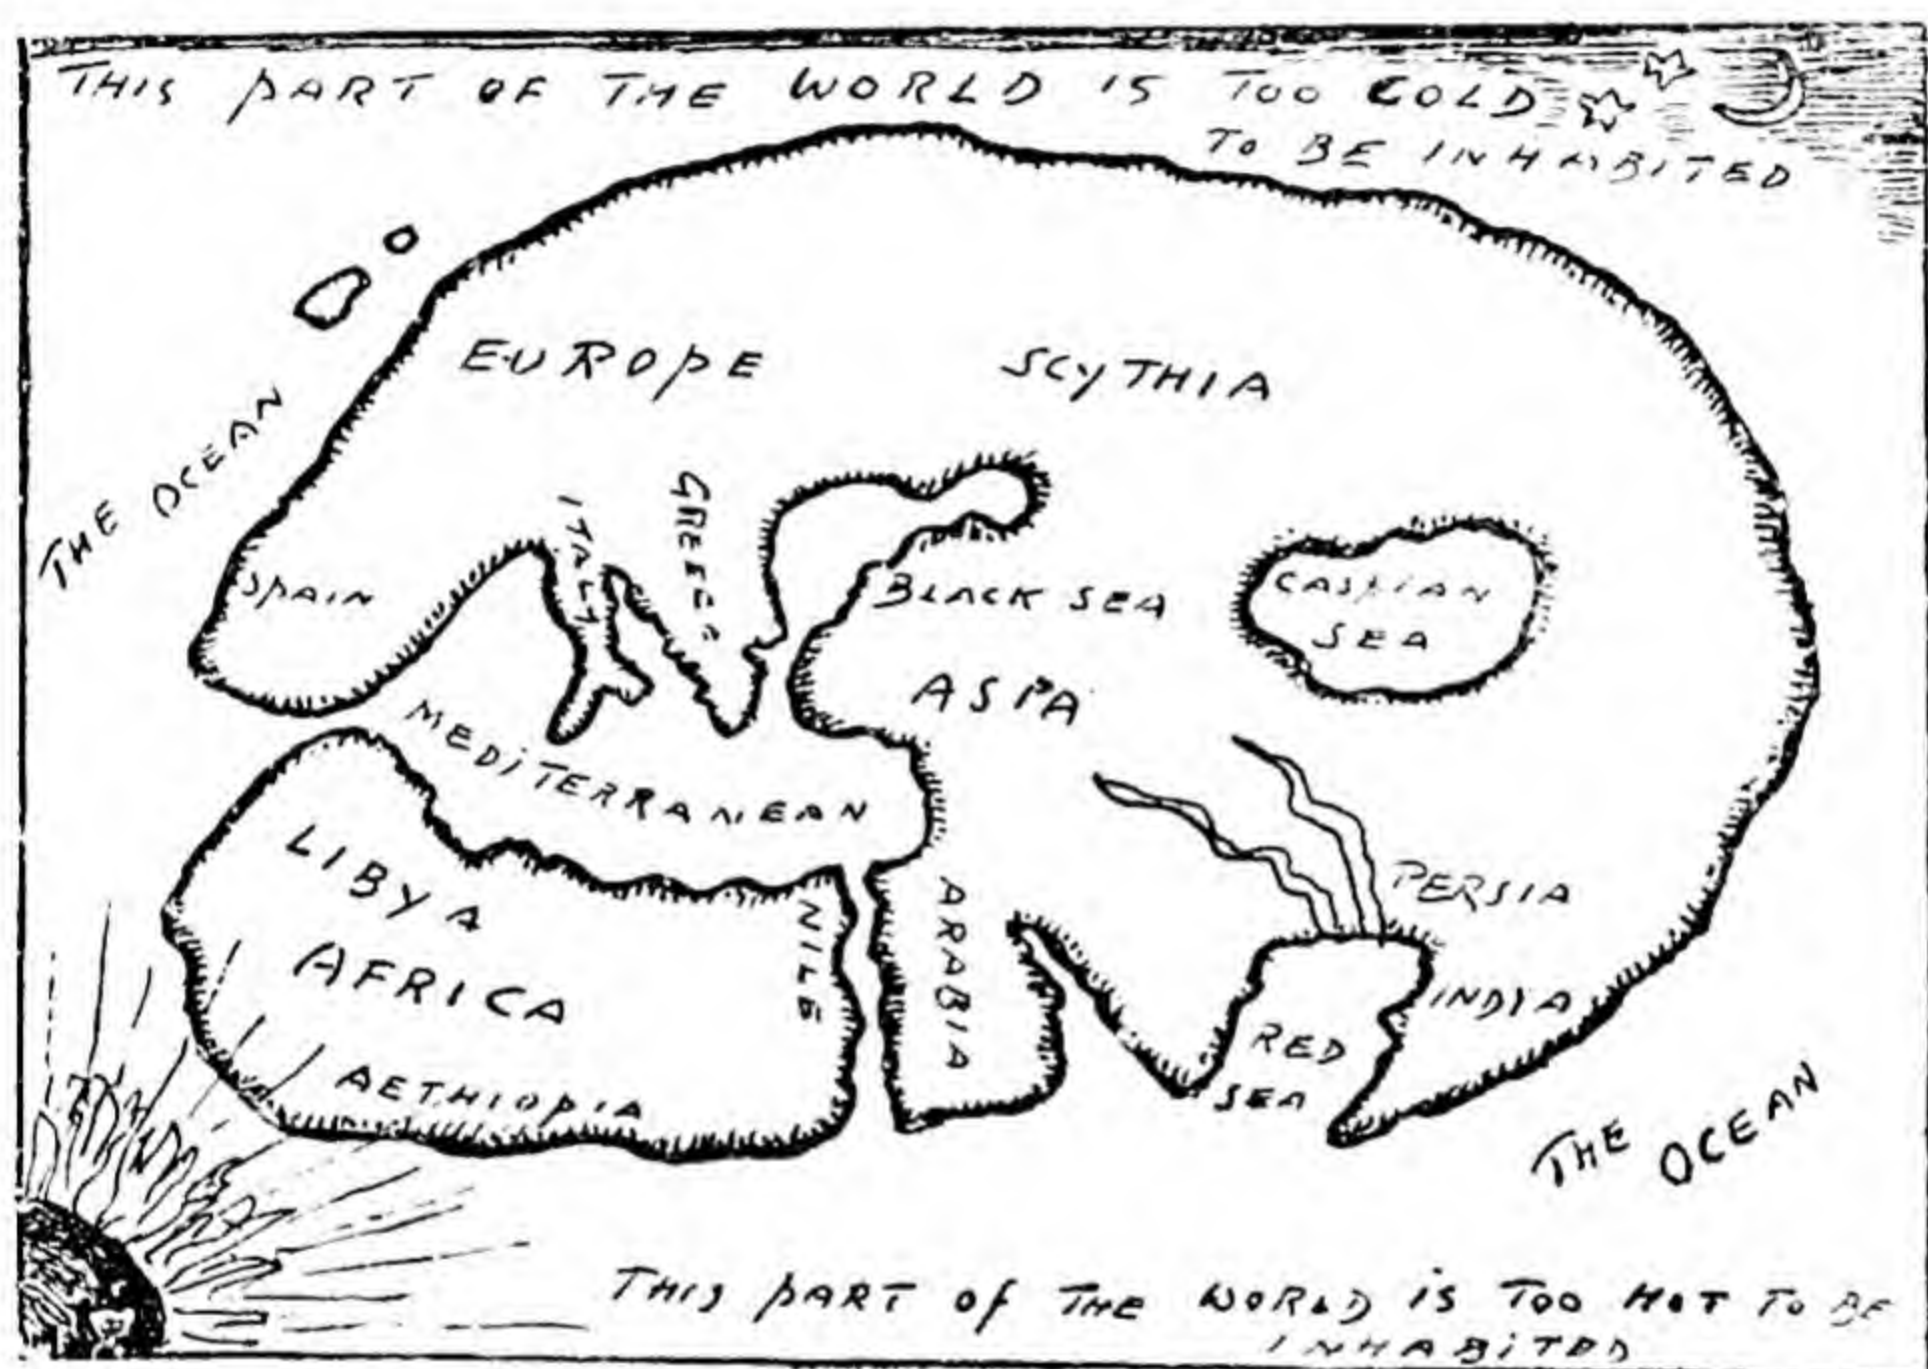 THIS PART OF THE WORLD IS TOO COLD
TO BE INHABITED
EUROPE
SCYTHIA
THE OCEAN
ITALY
GREECE
SPAIN
BLACK SEA
CASPIAN
SEA
ASIA
MEDITERRANEAN
LIBYA
AFRICA
NILE
ARABIA
PERSIA
INDIA
RED
SEA
AETHIOPIA
THE OCEAN
THIS PART OF THE WORLD IS TOO HOT TO BE
INHABITED